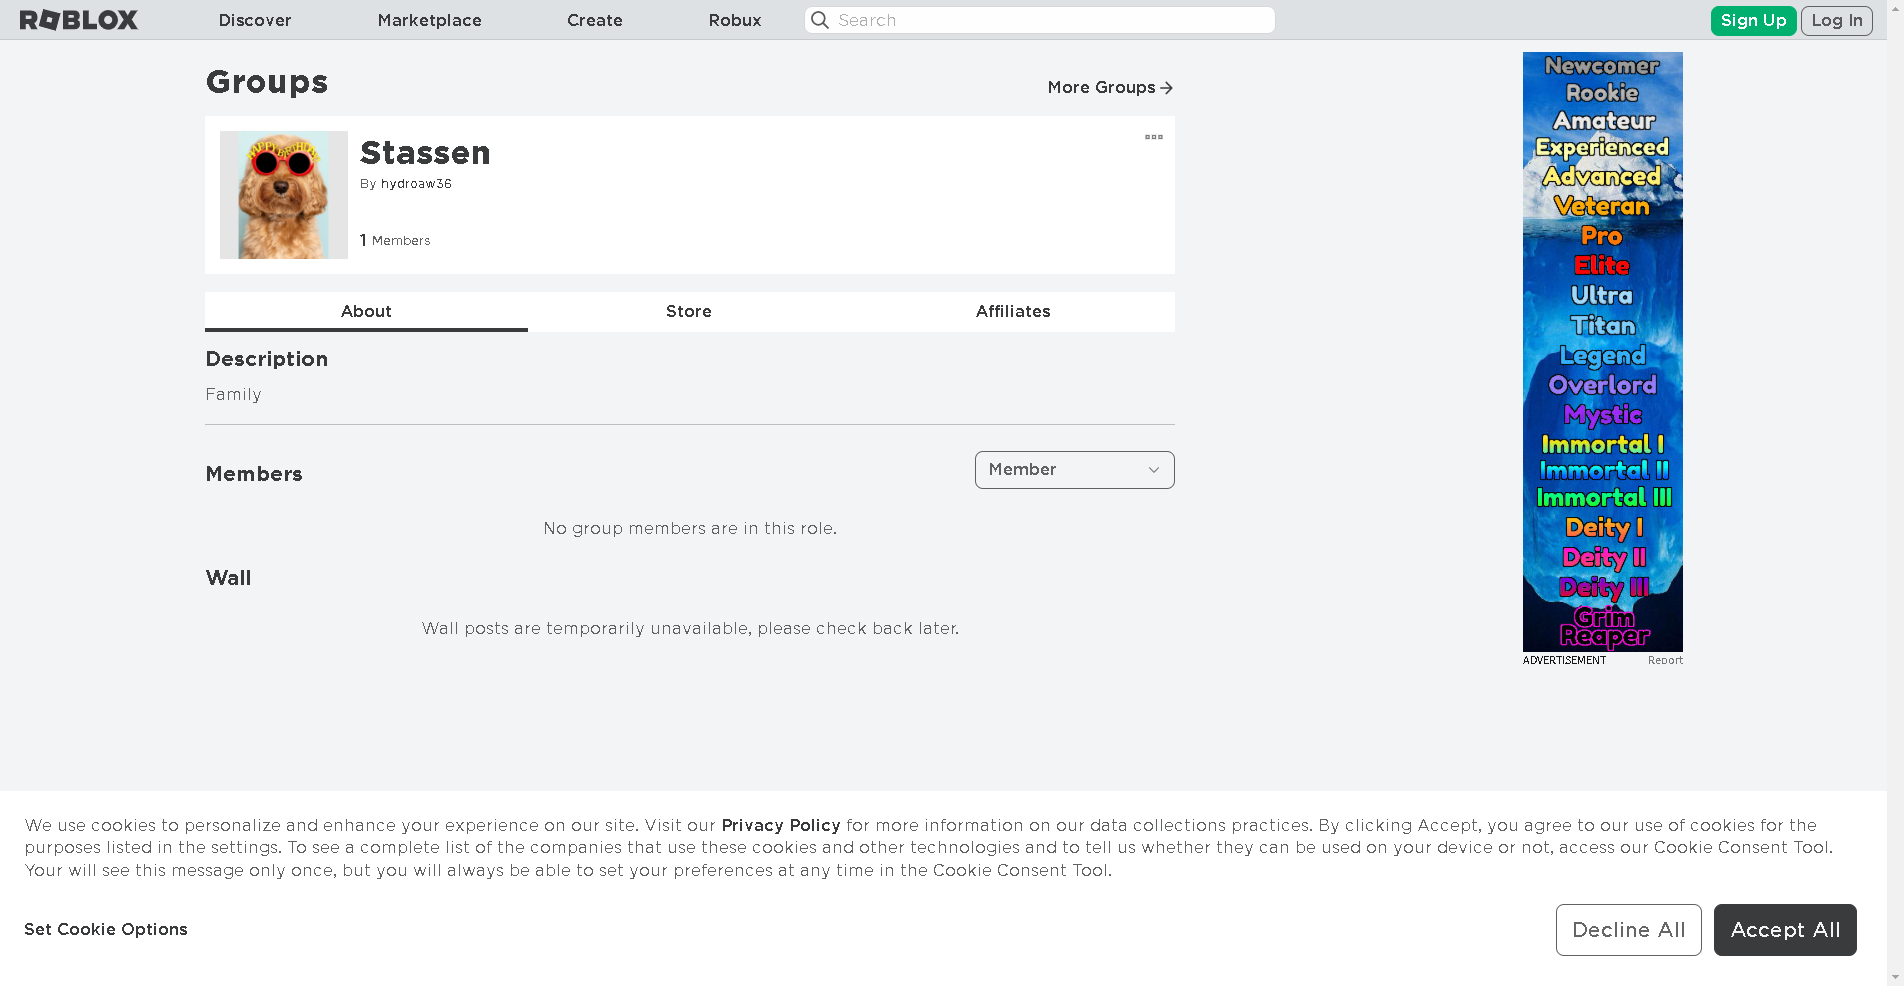 ROBLOX
Discover
Marketplace
Create
Robux
Search
Sign Up
Log In
Groups
More Groups
HAPPY BIRTHDAY
Stassen
By hydroaw36
1 Members
About
Store
Affiliates
Description
Family
Members
Member
No group members are in this role.
Wall
Wall posts are temporarily unavailable, please check back later.
Newcomer
Rookie
Amateur
Experienced
Advanced
Veteran
Pro
Elite
Ultra
Titan
Legend
Overlord
Mystic
Immortal I
Immortal II
Immortal III
Deity I
Deity II
Deity III
Grim
Reaper
ADVERTISEMENT
Report
We use cookies to personalize and enhance your experience on our site. Visit our Privacy Policy for more information on our data collections practices. By clicking Accept, you agree to our use of cookies for the
purposes listed in the settings. To see a complete list of the companies that use these cookies and other technologies and to tell us whether they can be used on your device or not, access our Cookie Consent Tool.
Your will see this message only once, but you will always be able to set your preferences at any time in the Cookie Consent Tool.
Set Cookie Options
Decline All
Accept All